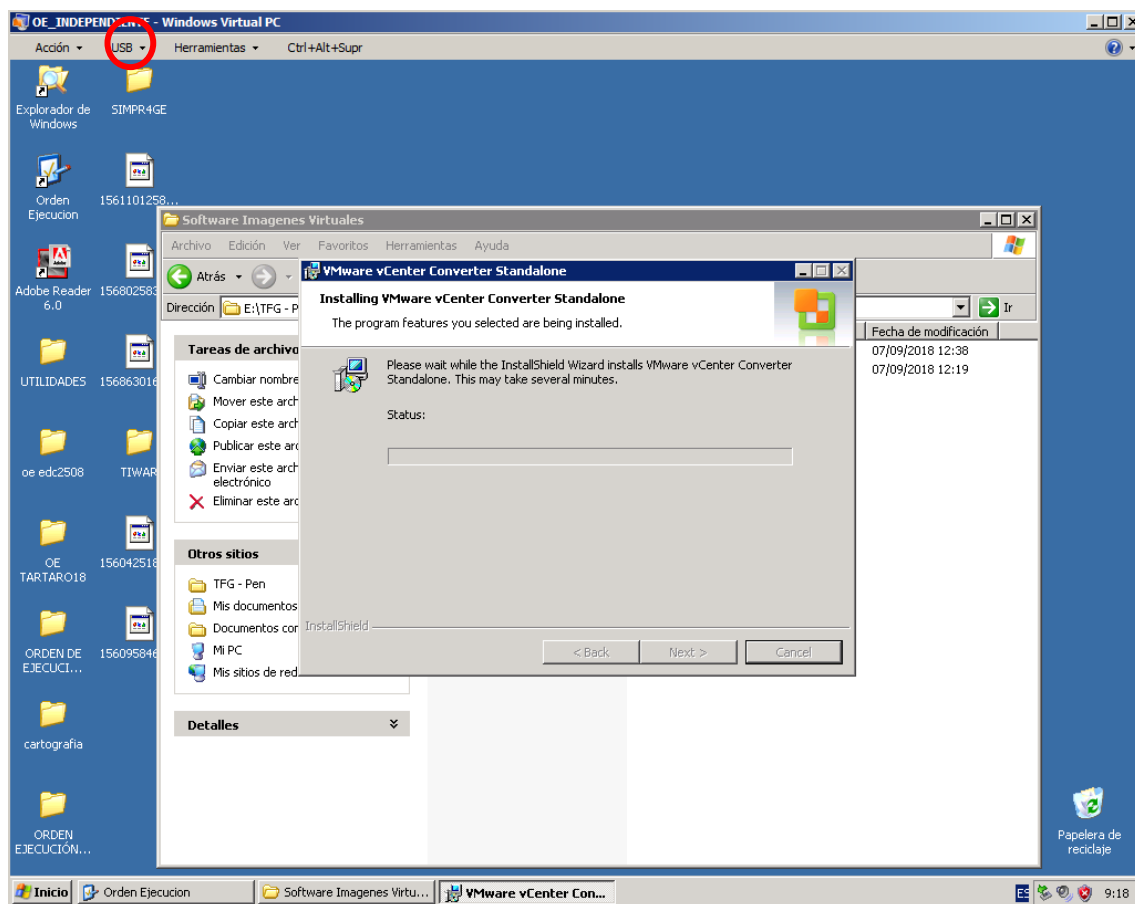 OE_INDEPENDIENTE - Windows Virtual PC
Acción USB Herramientas Ctrl+Alt+Supr
Explorador de
Windows
SIMPR4GE
Orden
Ejecucion
1561101258...
Adobe Reader
6.0
156802583
UTILIDADES
156863016
oe edc2508
TIWAR
OE
TARTARO18
156042518
ORDEN DE
EJECUCI...
156095846
cartografia
ORDEN
EJECUCIÓN...
Software Imagenes Virtuales
Archivo Edición Ver Favoritos Herramientas Ayuda
Atrás
Dirección E:\TFG - P
Ir
Fecha de modificación
07/09/2018 12:38
07/09/2018 12:19
Tareas de archivo
Cambiar nombre
Mover este arch
Copiar este arch
Publicar este arc
Enviar este arch
electrónico
Eliminar este arc
Otros sitios
TFG - Pen
Mis documentos
Documentos com
Mi PC
Mis sitios de red
Detalles
VMware vCenter Converter Standalone
Installing VMware vCenter Converter Standalone
The program features you selected are being installed.
Please wait while the InstallShield Wizard installs VMware vCenter Converter
Standalone. This may take several minutes.
Status:
InstallShield
< Back Next > Cancel
Papelera de
reciclaje
Inicio Orden Ejecucion Software Imagenes Virtu... VMware vCenter Con... ES 9:18